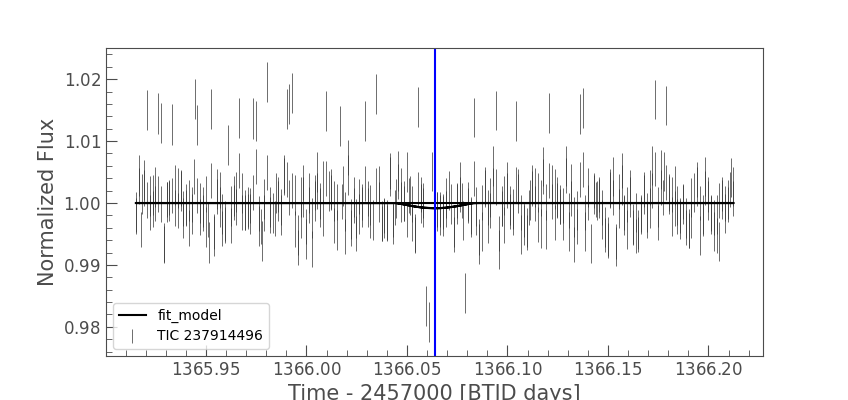 1.02
1.01
1.00
0.99
0.98
Normalized Flux
fit_model
TIC 237914496
1365.95 1366.00 1366.05 1366.10 1366.15 1366.20
Time - 2457000 [BTJD days]